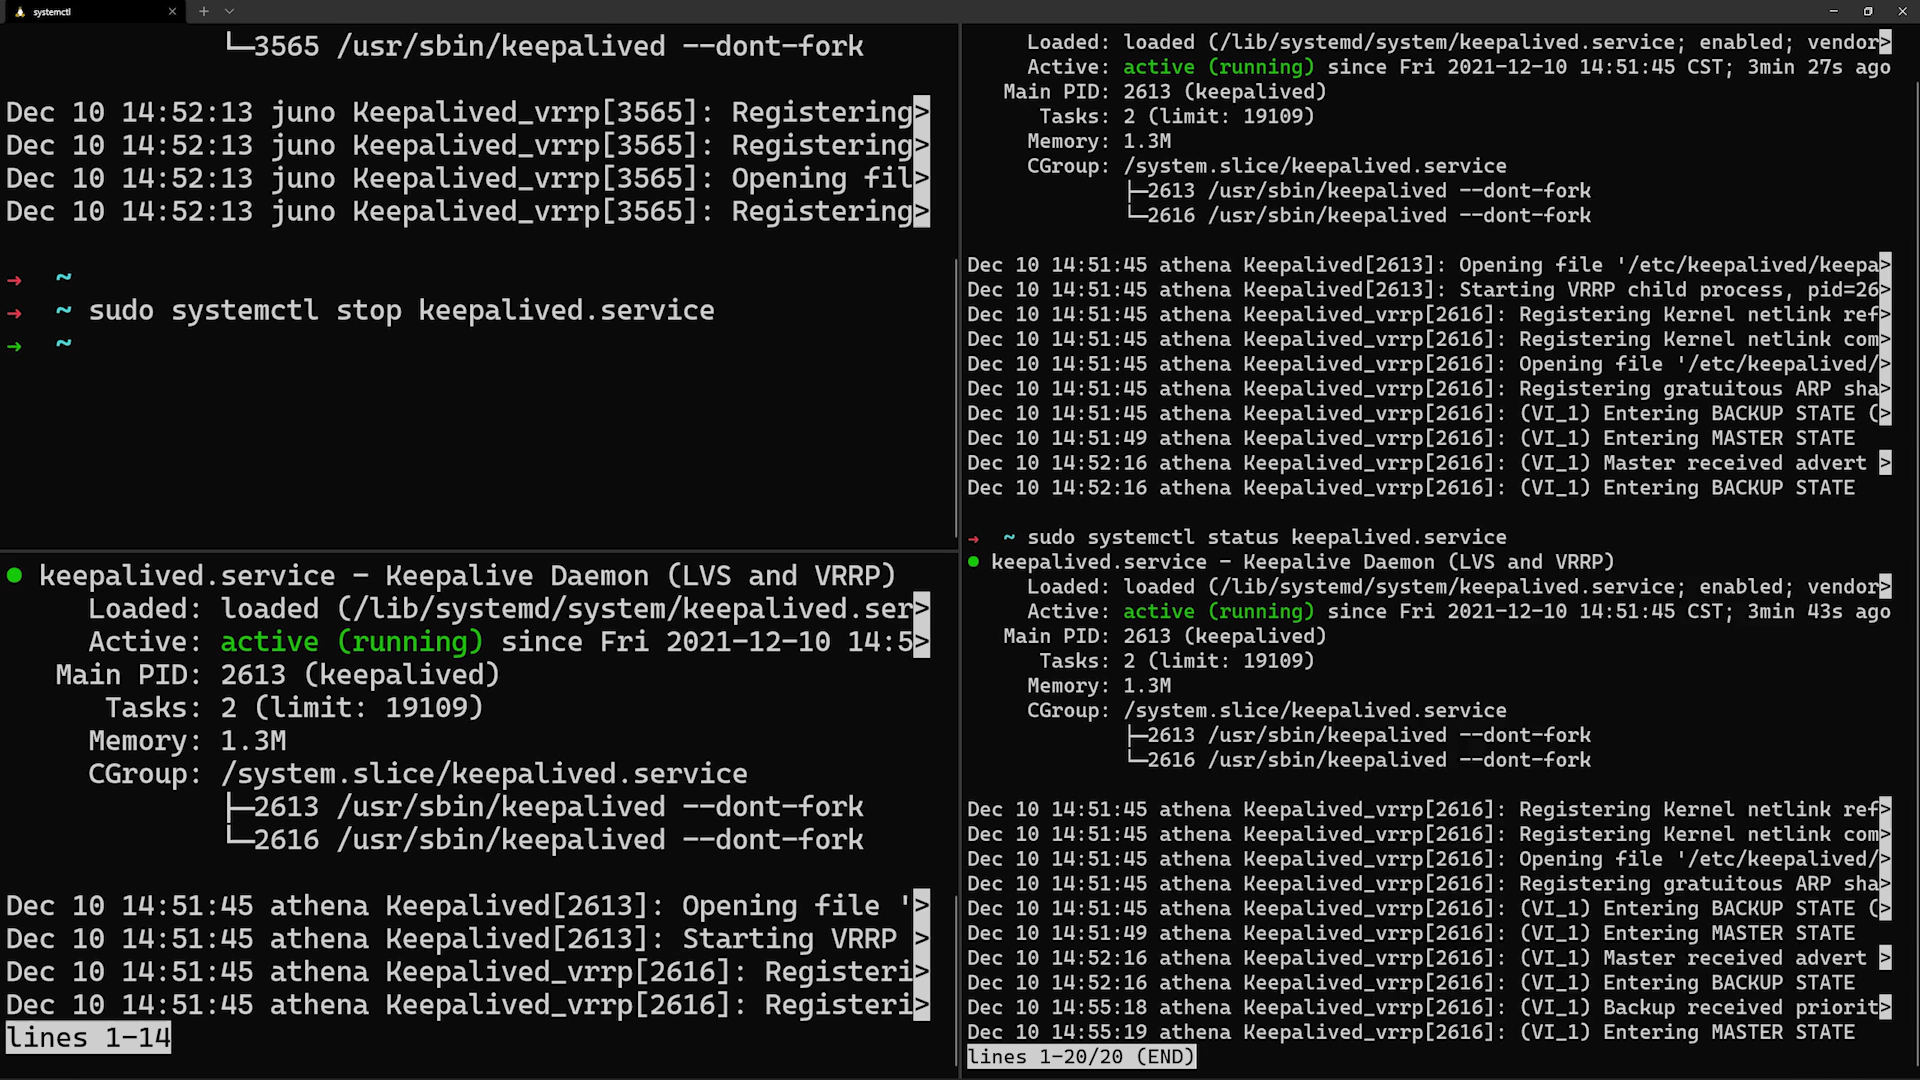 systemctl
└─3565 /usr/sbin/keepalived --dont-fork
Dec 10 14:52:13 juno Keepalived_vrrp[3565]: Registering>
Dec 10 14:52:13 juno Keepalived_vrrp[3565]: Registering>
Dec 10 14:52:13 juno Keepalived_vrrp[3565]: Opening fil>
Dec 10 14:52:13 juno Keepalived_vrrp[3565]: Registering>
→ ~
→ ~ sudo systemctl stop keepalived.service
→ ~
● keepalived.service - Keepalive Daemon (LVS and VRRP)
Loaded: loaded (/lib/systemd/system/keepalived.ser>
Active: active (running) since Fri 2021-12-10 14:5>
Main PID: 2613 (keepalived)
Tasks: 2 (limit: 19109)
Memory: 1.3M
CGroup: /system.slice/keepalived.service
├─2613 /usr/sbin/keepalived --dont-fork
└─2616 /usr/sbin/keepalived --dont-fork
Dec 10 14:51:45 athena Keepalived[2613]: Opening file '>
Dec 10 14:51:45 athena Keepalived[2613]: Starting VRRP >
Dec 10 14:51:45 athena Keepalived_vrrp[2616]: Registeri>
Dec 10 14:51:45 athena Keepalived_vrrp[2616]: Registeri>
lines 1-14
Loaded: loaded (/lib/systemd/system/keepalived.service; enabled; vendor>
Active: active (running) since Fri 2021-12-10 14:51:45 CST; 3min 27s ago
Main PID: 2613 (keepalived)
Tasks: 2 (limit: 19109)
Memory: 1.3M
CGroup: /system.slice/keepalived.service
├─2613 /usr/sbin/keepalived --dont-fork
└─2616 /usr/sbin/keepalived --dont-fork
Dec 10 14:51:45 athena Keepalived[2613]: Opening file '/etc/keepalived/keepa>
Dec 10 14:51:45 athena Keepalived[2613]: Starting VRRP child process, pid=26>
Dec 10 14:51:45 athena Keepalived_vrrp[2616]: Registering Kernel netlink ref>
Dec 10 14:51:45 athena Keepalived_vrrp[2616]: Registering Kernel netlink com>
Dec 10 14:51:45 athena Keepalived_vrrp[2616]: Opening file '/etc/keepalived/>
Dec 10 14:51:45 athena Keepalived_vrrp[2616]: Registering gratuitous ARP sha>
Dec 10 14:51:45 athena Keepalived_vrrp[2616]: (VI_1) Entering BACKUP STATE (>
Dec 10 14:51:49 athena Keepalived_vrrp[2616]: (VI_1) Entering MASTER STATE
Dec 10 14:52:16 athena Keepalived_vrrp[2616]: (VI_1) Master received advert >
Dec 10 14:52:16 athena Keepalived_vrrp[2616]: (VI_1) Entering BACKUP STATE
→ ~ sudo systemctl status keepalived.service
● keepalived.service - Keepalive Daemon (LVS and VRRP)
Loaded: loaded (/lib/systemd/system/keepalived.service; enabled; vendor>
Active: active (running) since Fri 2021-12-10 14:51:45 CST; 3min 43s ago
Main PID: 2613 (keepalived)
Tasks: 2 (limit: 19109)
Memory: 1.3M
CGroup: /system.slice/keepalived.service
├─2613 /usr/sbin/keepalived --dont-fork
└─2616 /usr/sbin/keepalived --dont-fork
Dec 10 14:51:45 athena Keepalived_vrrp[2616]: Registering Kernel netlink ref>
Dec 10 14:51:45 athena Keepalived_vrrp[2616]: Registering Kernel netlink com>
Dec 10 14:51:45 athena Keepalived_vrrp[2616]: Opening file '/etc/keepalived/>
Dec 10 14:51:45 athena Keepalived_vrrp[2616]: Registering gratuitous ARP sha>
Dec 10 14:51:45 athena Keepalived_vrrp[2616]: (VI_1) Entering BACKUP STATE (>
Dec 10 14:51:49 athena Keepalived_vrrp[2616]: (VI_1) Entering MASTER STATE
Dec 10 14:52:16 athena Keepalived_vrrp[2616]: (VI_1) Master received advert >
Dec 10 14:52:16 athena Keepalived_vrrp[2616]: (VI_1) Entering BACKUP STATE
Dec 10 14:55:18 athena Keepalived_vrrp[2616]: (VI_1) Backup received priorit>
Dec 10 14:55:19 athena Keepalived_vrrp[2616]: (VI_1) Entering MASTER STATE
lines 1-20/20 (END)